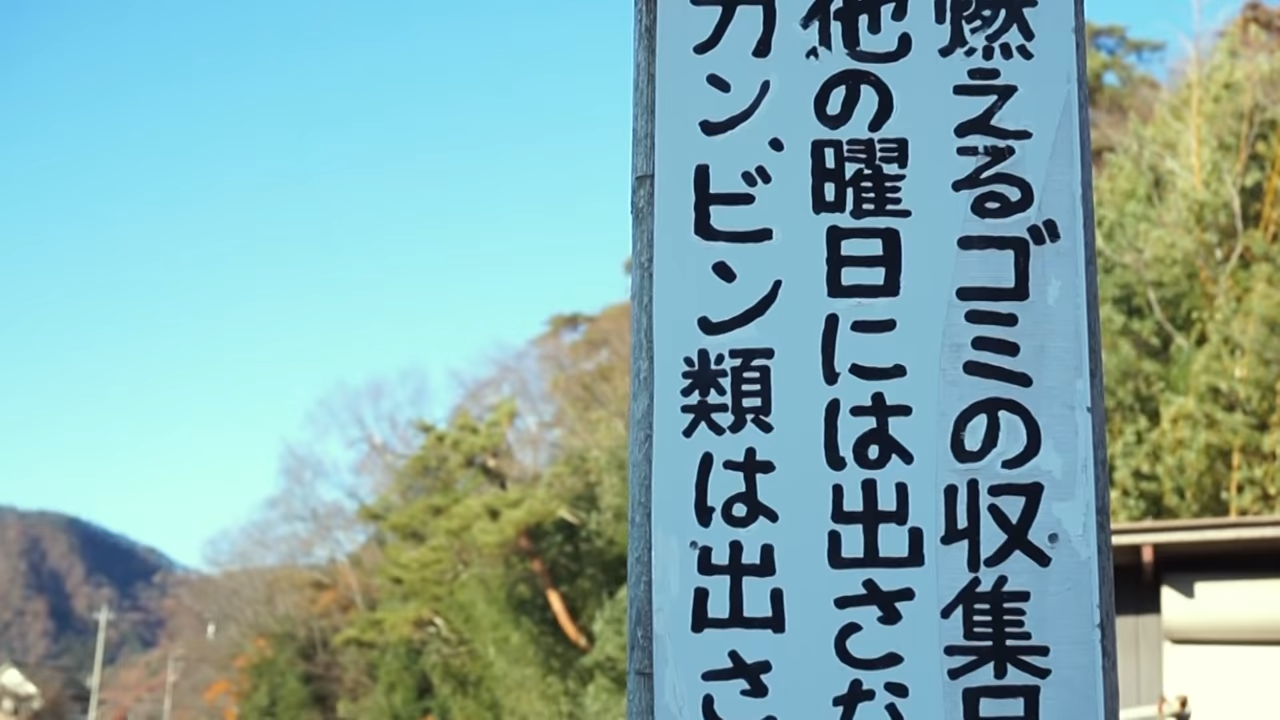 燃えるゴミの収集日
他の曜日には出さな
カン、ビン類は出さ